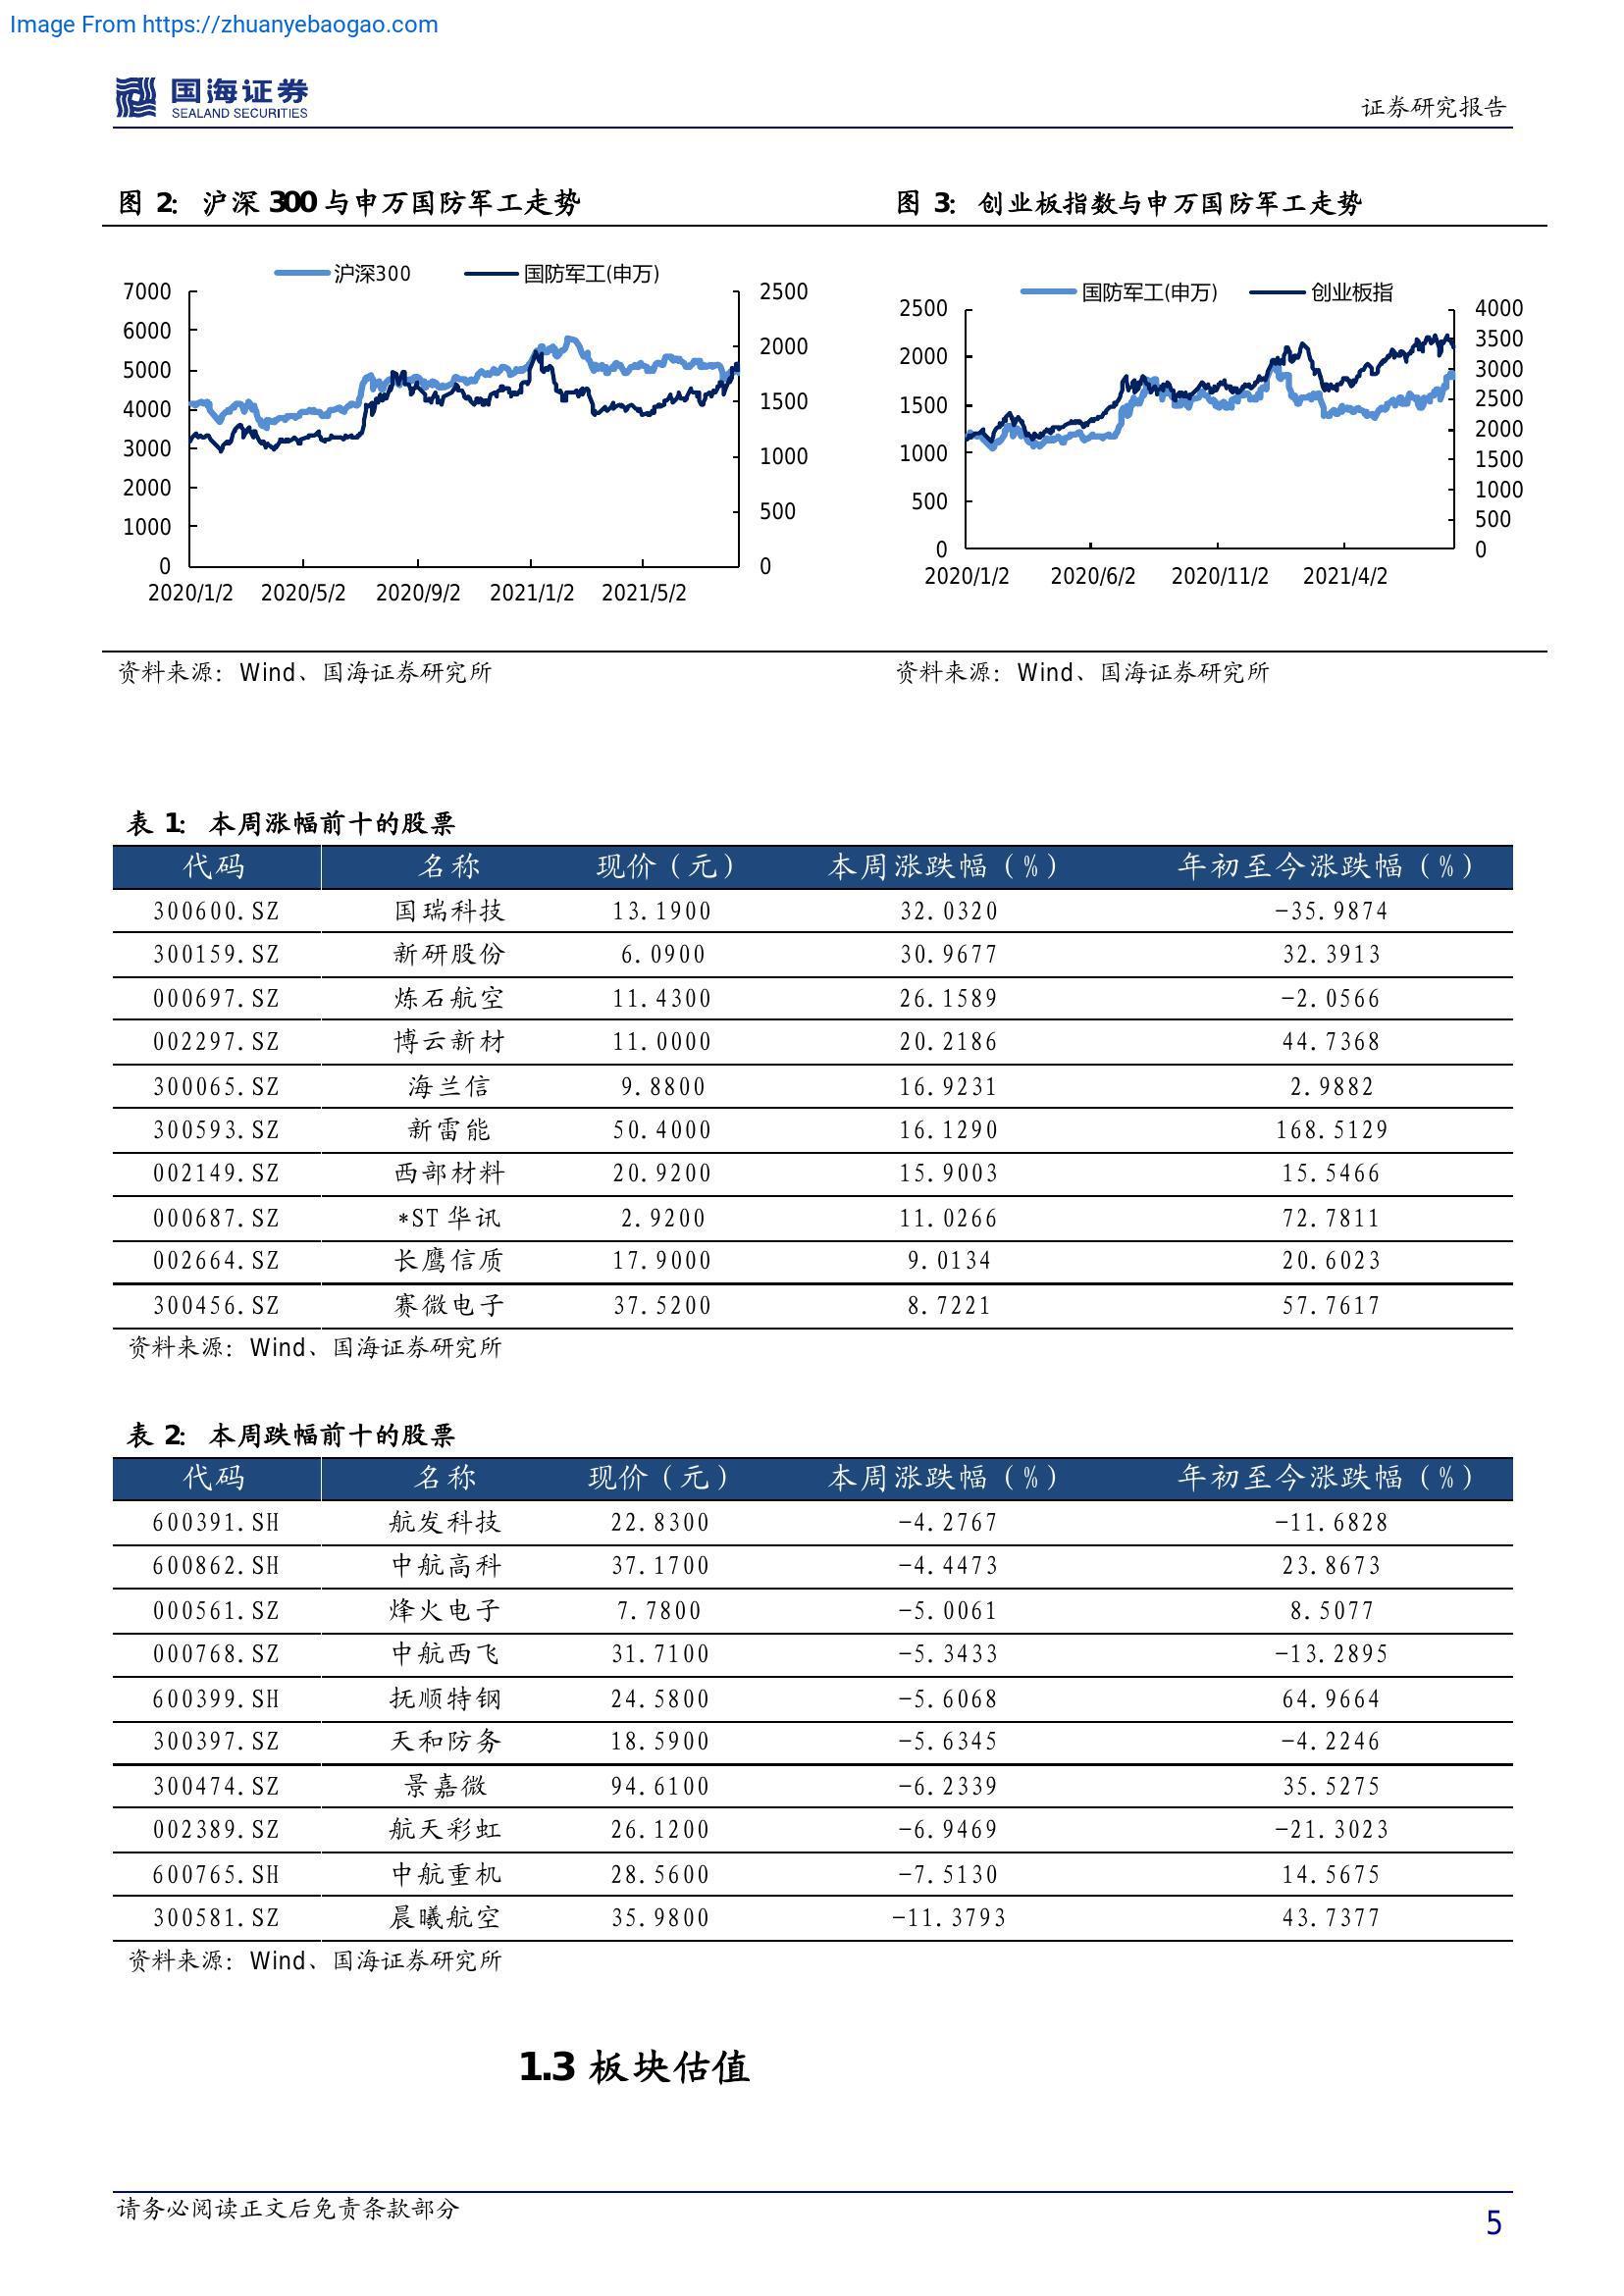 Image From https://zhuanyebaogao.com
国海证券
SEALAND SECURITIES
证券研究报告
图 2: 沪深 300 与申万国防军工走势
沪深300 国防军工(申万)
7000
6000
5000
4000
3000
2000
1000
0
2500
2000
1500
1000
500
0
2020/1/2 2020/5/2 2020/9/2 2021/1/2 2021/5/2
资料来源: Wind、国海证券研究所
图 3: 创业板指数与申万国防军工走势
国防军工(申万) 创业板指
2500
2000
1500
1000
500
0
4000
3500
3000
2500
2000
1500
1000
500
0
2020/1/2 2020/6/2 2020/11/2 2021/4/2
资料来源: Wind、国海证券研究所
表 1: 本周涨幅前十的股票
代码 名称 现价（元） 本周涨跌幅（%） 年初至今涨跌幅（%）
300600.SZ 国瑞科技 13.1900 32.0320 -35.9874
300159.SZ 新研股份 6.0900 30.9677 32.3913
000697.SZ 炼石航空 11.4300 26.1589 -2.0566
002297.SZ 博云新材 11.0000 20.2186 44.7368
300065.SZ 海兰信 9.8800 16.9231 2.9882
300593.SZ 新雷能 50.4000 16.1290 168.5129
002149.SZ 西部材料 20.9200 15.9003 15.5466
000687.SZ *ST 华讯 2.9200 11.0266 72.7811
002664.SZ 长鹰信质 17.9000 9.0134 20.6023
300456.SZ 赛微电子 37.5200 8.7221 57.7617
资料来源: Wind、国海证券研究所
表 2: 本周跌幅前十的股票
代码 名称 现价（元） 本周涨跌幅（%） 年初至今涨跌幅（%）
600391.SH 航发科技 22.8300 -4.2767 -11.6828
600862.SH 中航高科 37.1700 -4.4473 23.8673
000561.SZ 烽火电子 7.7800 -5.0061 8.5077
000768.SZ 中航西飞 31.7100 -5.3433 -13.2895
600399.SH 抚顺特钢 24.5800 -5.6068 64.9664
300397.SZ 天和防务 18.5900 -5.6345 -4.2246
300474.SZ 景嘉微 94.6100 -6.2339 35.5275
002389.SZ 航天彩虹 26.1200 -6.9469 -21.3023
600765.SH 中航重机 28.5600 -7.5130 14.5675
300581.SZ 晨曦航空 35.9800 -11.3793 43.7377
资料来源: Wind、国海证券研究所
1.3 板块估值
请务必阅读正文后免责条款部分
5